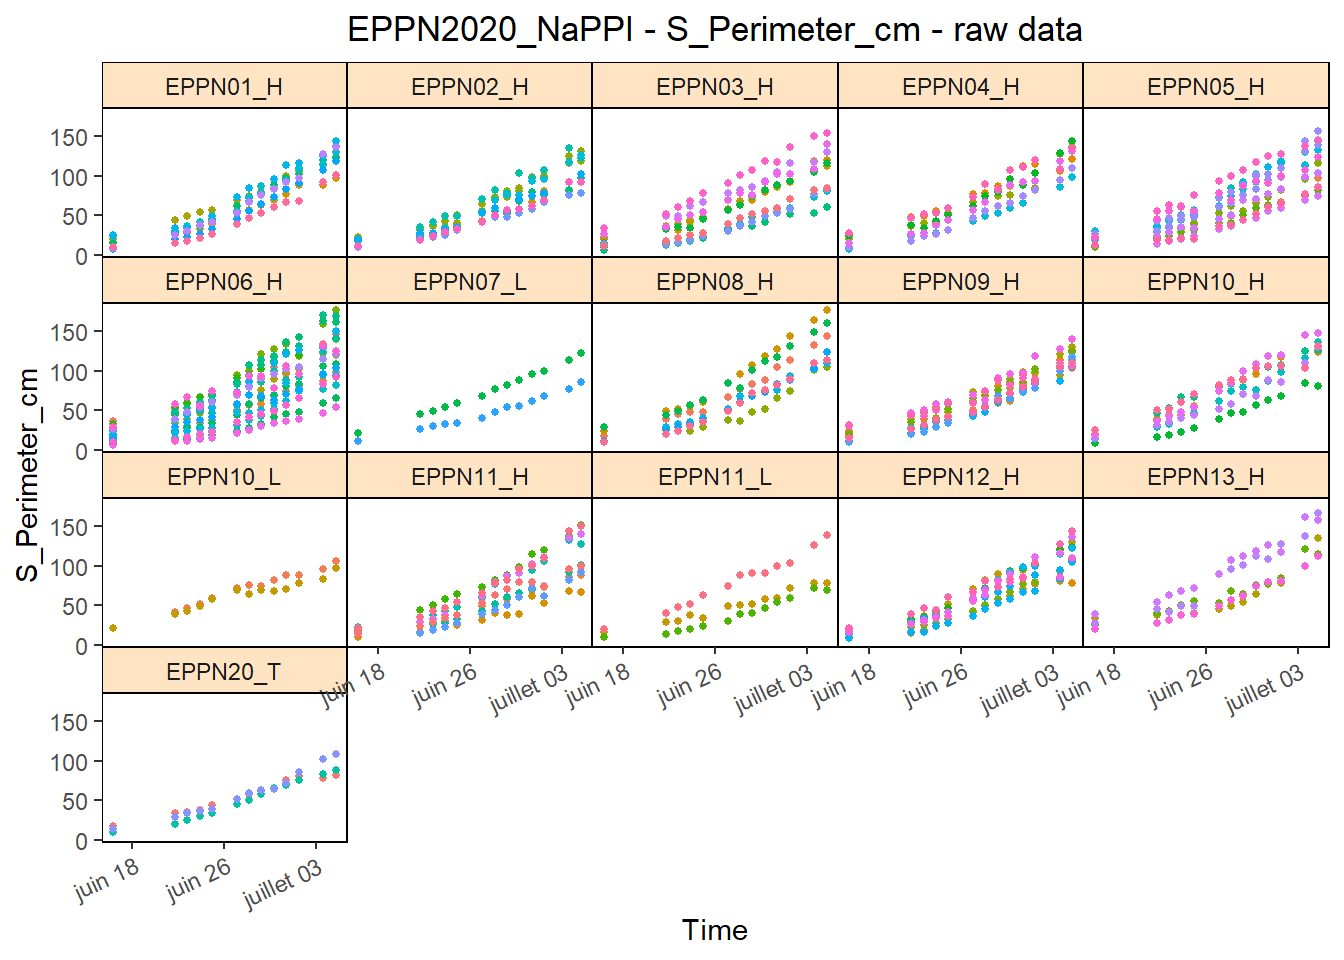 EPPN2020_NaPPI - S_Perimeter_cm - raw data
EPPN01_H EPPN02_H EPPN03_H EPPN04_H EPPN05_H
150
100
50
0
EPPN06_H EPPN07_L EPPN08_H EPPN09_H EPPN10_H
150
100
50
0
S_Perimeter_cm
EPPN10_L EPPN11_H EPPN11_L EPPN12_H EPPN13_H
150
100
50
0
EPPN20_T
juin 18 juin 26 juillet 03 juin 18 juin 26 juillet 03 juin 18 juin 26 juillet 03 juin 18 juin 26 juillet 03
150
100
50
0
juin 18 juin 26 juillet 03
Time